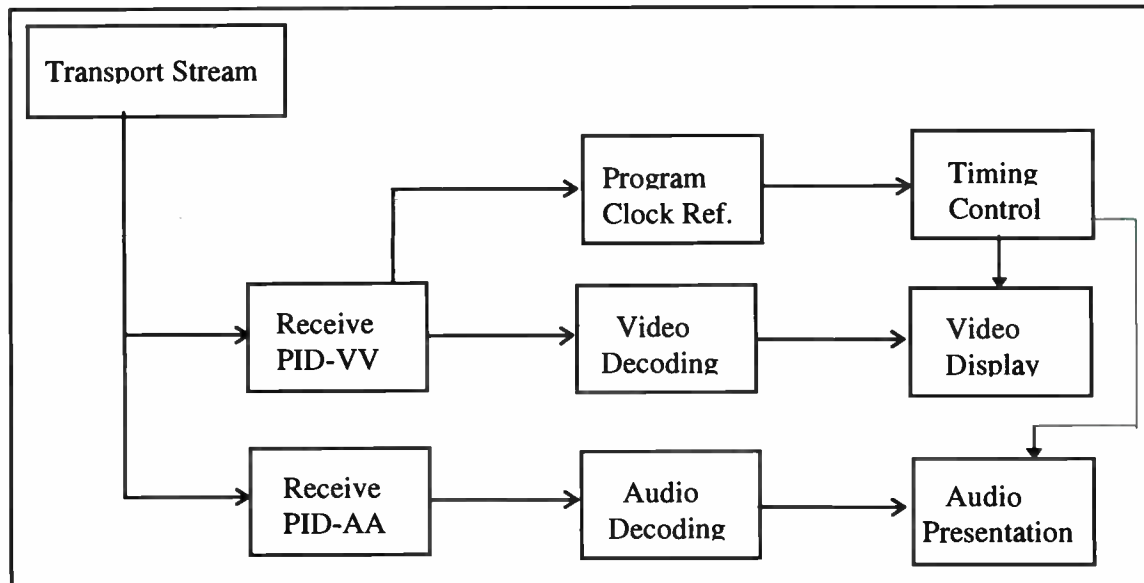 Transport Stream
Program
Clock Ref.
Timing
Control
Receive
PID-VV
Video
Decoding
Video
Display
Receive
PID-AA
Audio
Decoding
Audio
Presentation